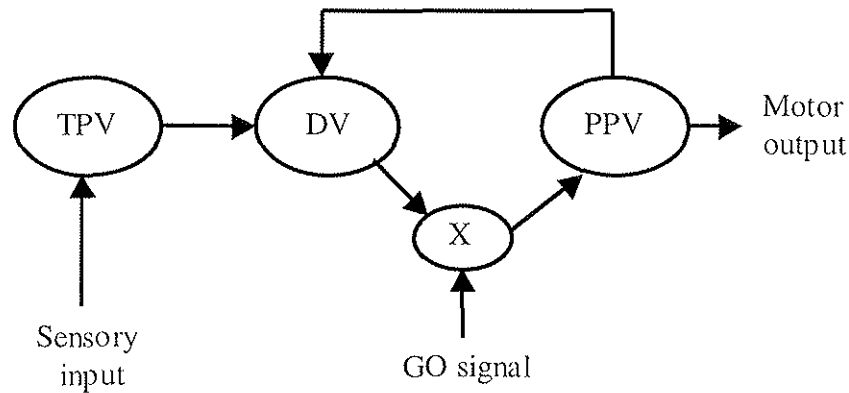 TPV
DV
PPV
Motor
output
X
Sensory
input
GO signal